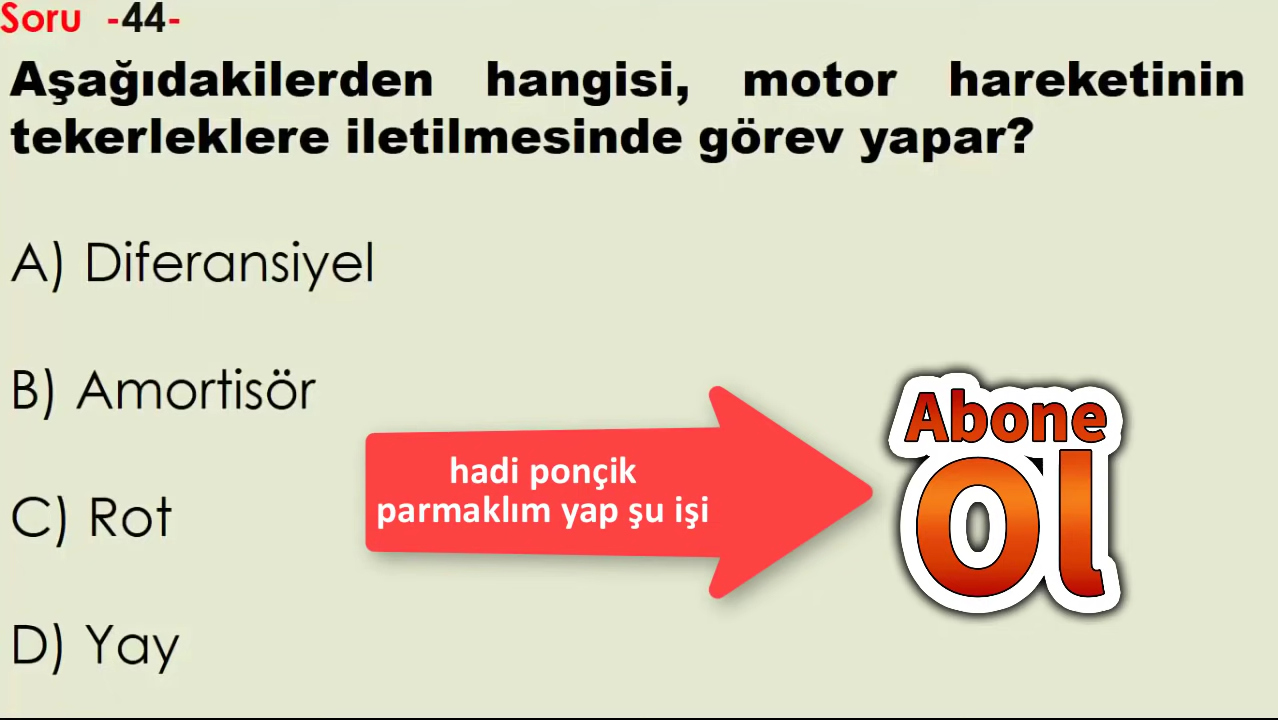 Soru -44-
Aşağıdakilerden hangisi, motor hareketinin
tekerleklere iletilmesinde görev yapar?
A) Diferansiyel
B) Amortisör
C) Rot
D) Yay
hadi ponçik
parmaklım yap şu işi
Abone
Ol